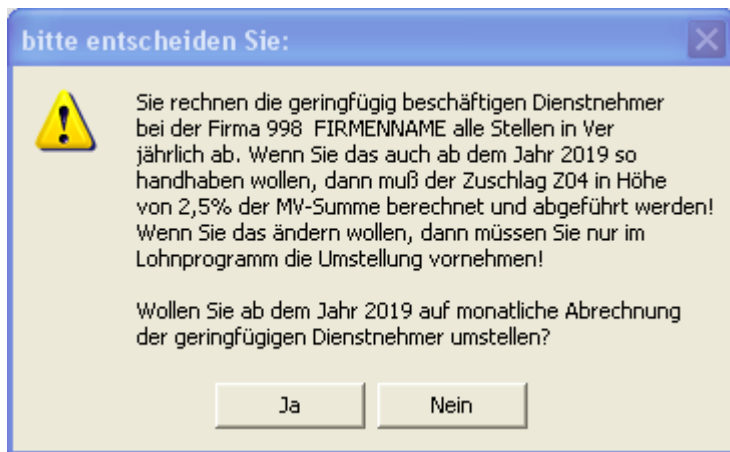 bitte entscheiden Sie:
Sie rechnen die geringfügig beschäftigen Dienstnehmer
bei der Firma 998 FIRMENNAME alle Stellen in Ver
jährlich ab. Wenn Sie das auch ab dem Jahr 2019 so
handhaben wollen, dann muß der Zuschlag Z04 in Höhe
von 2,5% der MV-Summe berechnet und abgeführt werden!
Wenn Sie das ändern wollen, dann müssen Sie nur im
Lohnprogramm die Umstellung vornehmen!
Wollen Sie ab dem Jahr 2019 auf monatliche Abrechnung
der geringfügigen Dienstnehmer umstellen?
Ja
Nein